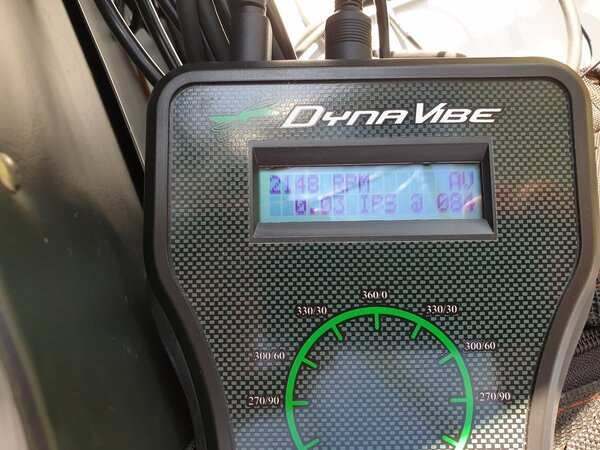 DYNAVIBE
2148 RPM AV
0.03 IPS @ 084
360/0
330/30 330/30
300/60 300/60
270/90 270/90